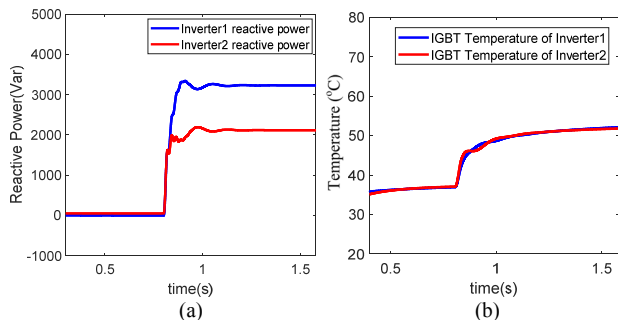 5000
4000
3000
2000
1000
0
-1000
Reactive Power(Var)
Inverter1 reactive power
Inverter2 reactive power
0.5
1
1.5
time(s)
(a)
80
70
60
50
40
30
20
Temperature (°C)
IGBT Temperature of Inverter1
IGBT Temperature of Inverter2
0.5
1
1.5
time(s)
(b)